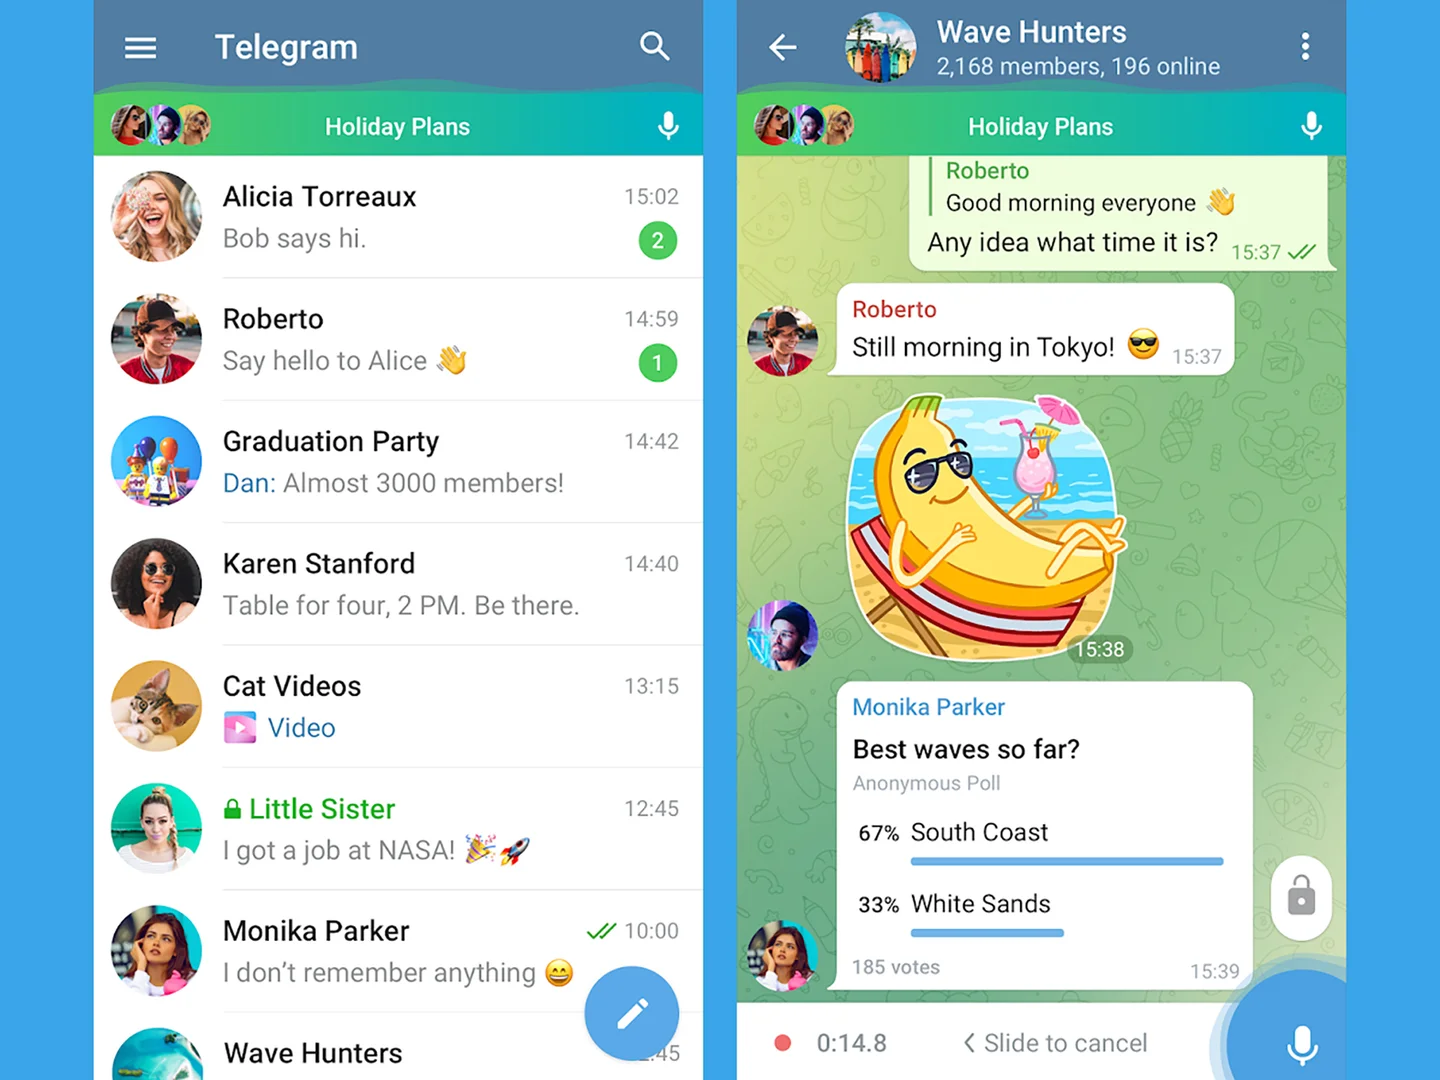 Telegram
Holiday Plans
Alicia Torreaux 15:02
Bob says hi. 2
Roberto 14:59
Say hello to Alice 👋 1
Graduation Party 14:42
Dan: Almost 3000 members!
Karen Stanford 14:40
Table for four, 2 PM. Be there.
Cat Videos 13:15
Video
Little Sister 12:45
I got a job at NASA! 🎉🚀
Monika Parker 10:00
I don’t remember anything 😄
Wave Hunters
Wave Hunters
2,168 members, 196 online
Holiday Plans
Roberto
Good morning everyone 👋
Any idea what time it is? 15:37
Roberto
Still morning in Tokyo! 😎 15:37
15:38
Monika Parker
Best waves so far?
Anonymous Poll
67% South Coast
33% White Sands
185 votes 15:39
0:14.8 Slide to cancel